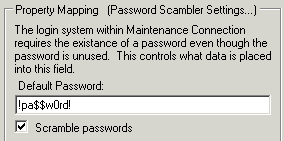 Property Mapping (Password Scambler Settings...)
The login system within Maintenance Connection
requires the existance of a password even though the
password is unused. This controls what data is placed
into this field.
Default Password:
!pa$$w0rd!
Scramble passwords